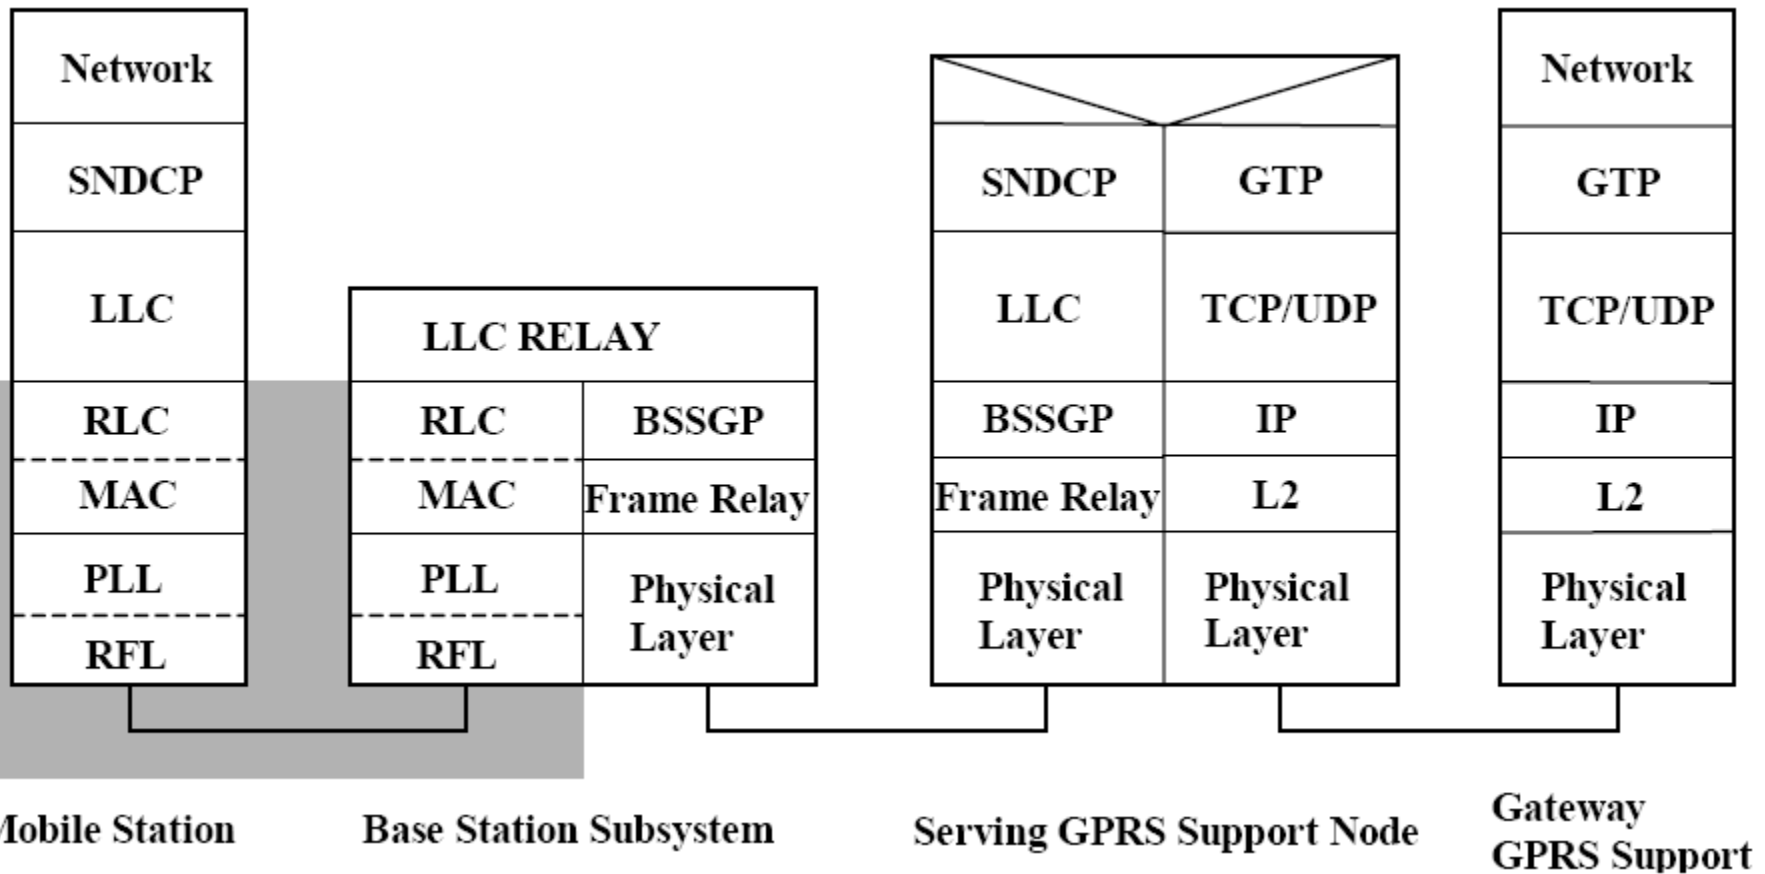 Network
SNDCP
LLC
RLC
MAC
PLL
RFL
LLC RELAY
RLC
BSSGP
MAC
Frame Relay
PLL
Physical
Layer
RFL
SNDCP
GTP
LLC
TCP/UDP
BSSGP
IP
Frame Relay
L2
Physical
Layer
Physical
Layer
Network
GTP
TCP/UDP
IP
L2
Physical
Layer
Mobile Station
Base Station Subsystem
Serving GPRS Support Node
Gateway
GPRS Support